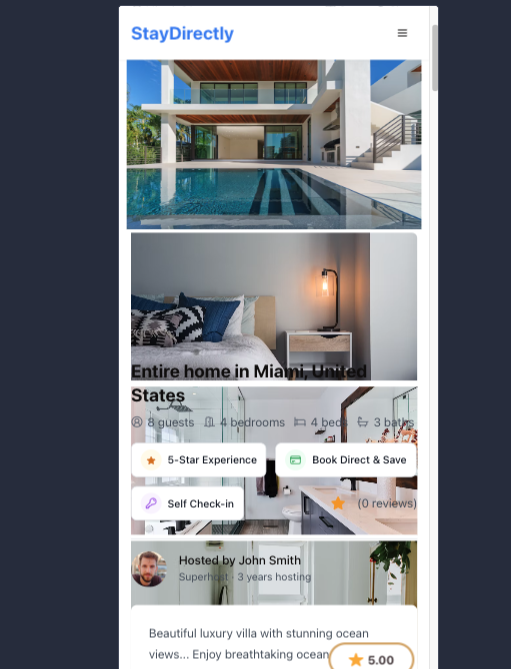 StayDirectly
Entire home in Miami, United
States
8 guests 4 bedrooms 4 beds 3 baths
5-Star Experience Book Direct & Save
Self Check-in (0 reviews)
Hosted by John Smith
Superhost · 3 years hosting
Beautiful luxury villa with stunning ocean
views... Enjoy breathtaking ocean
5.00